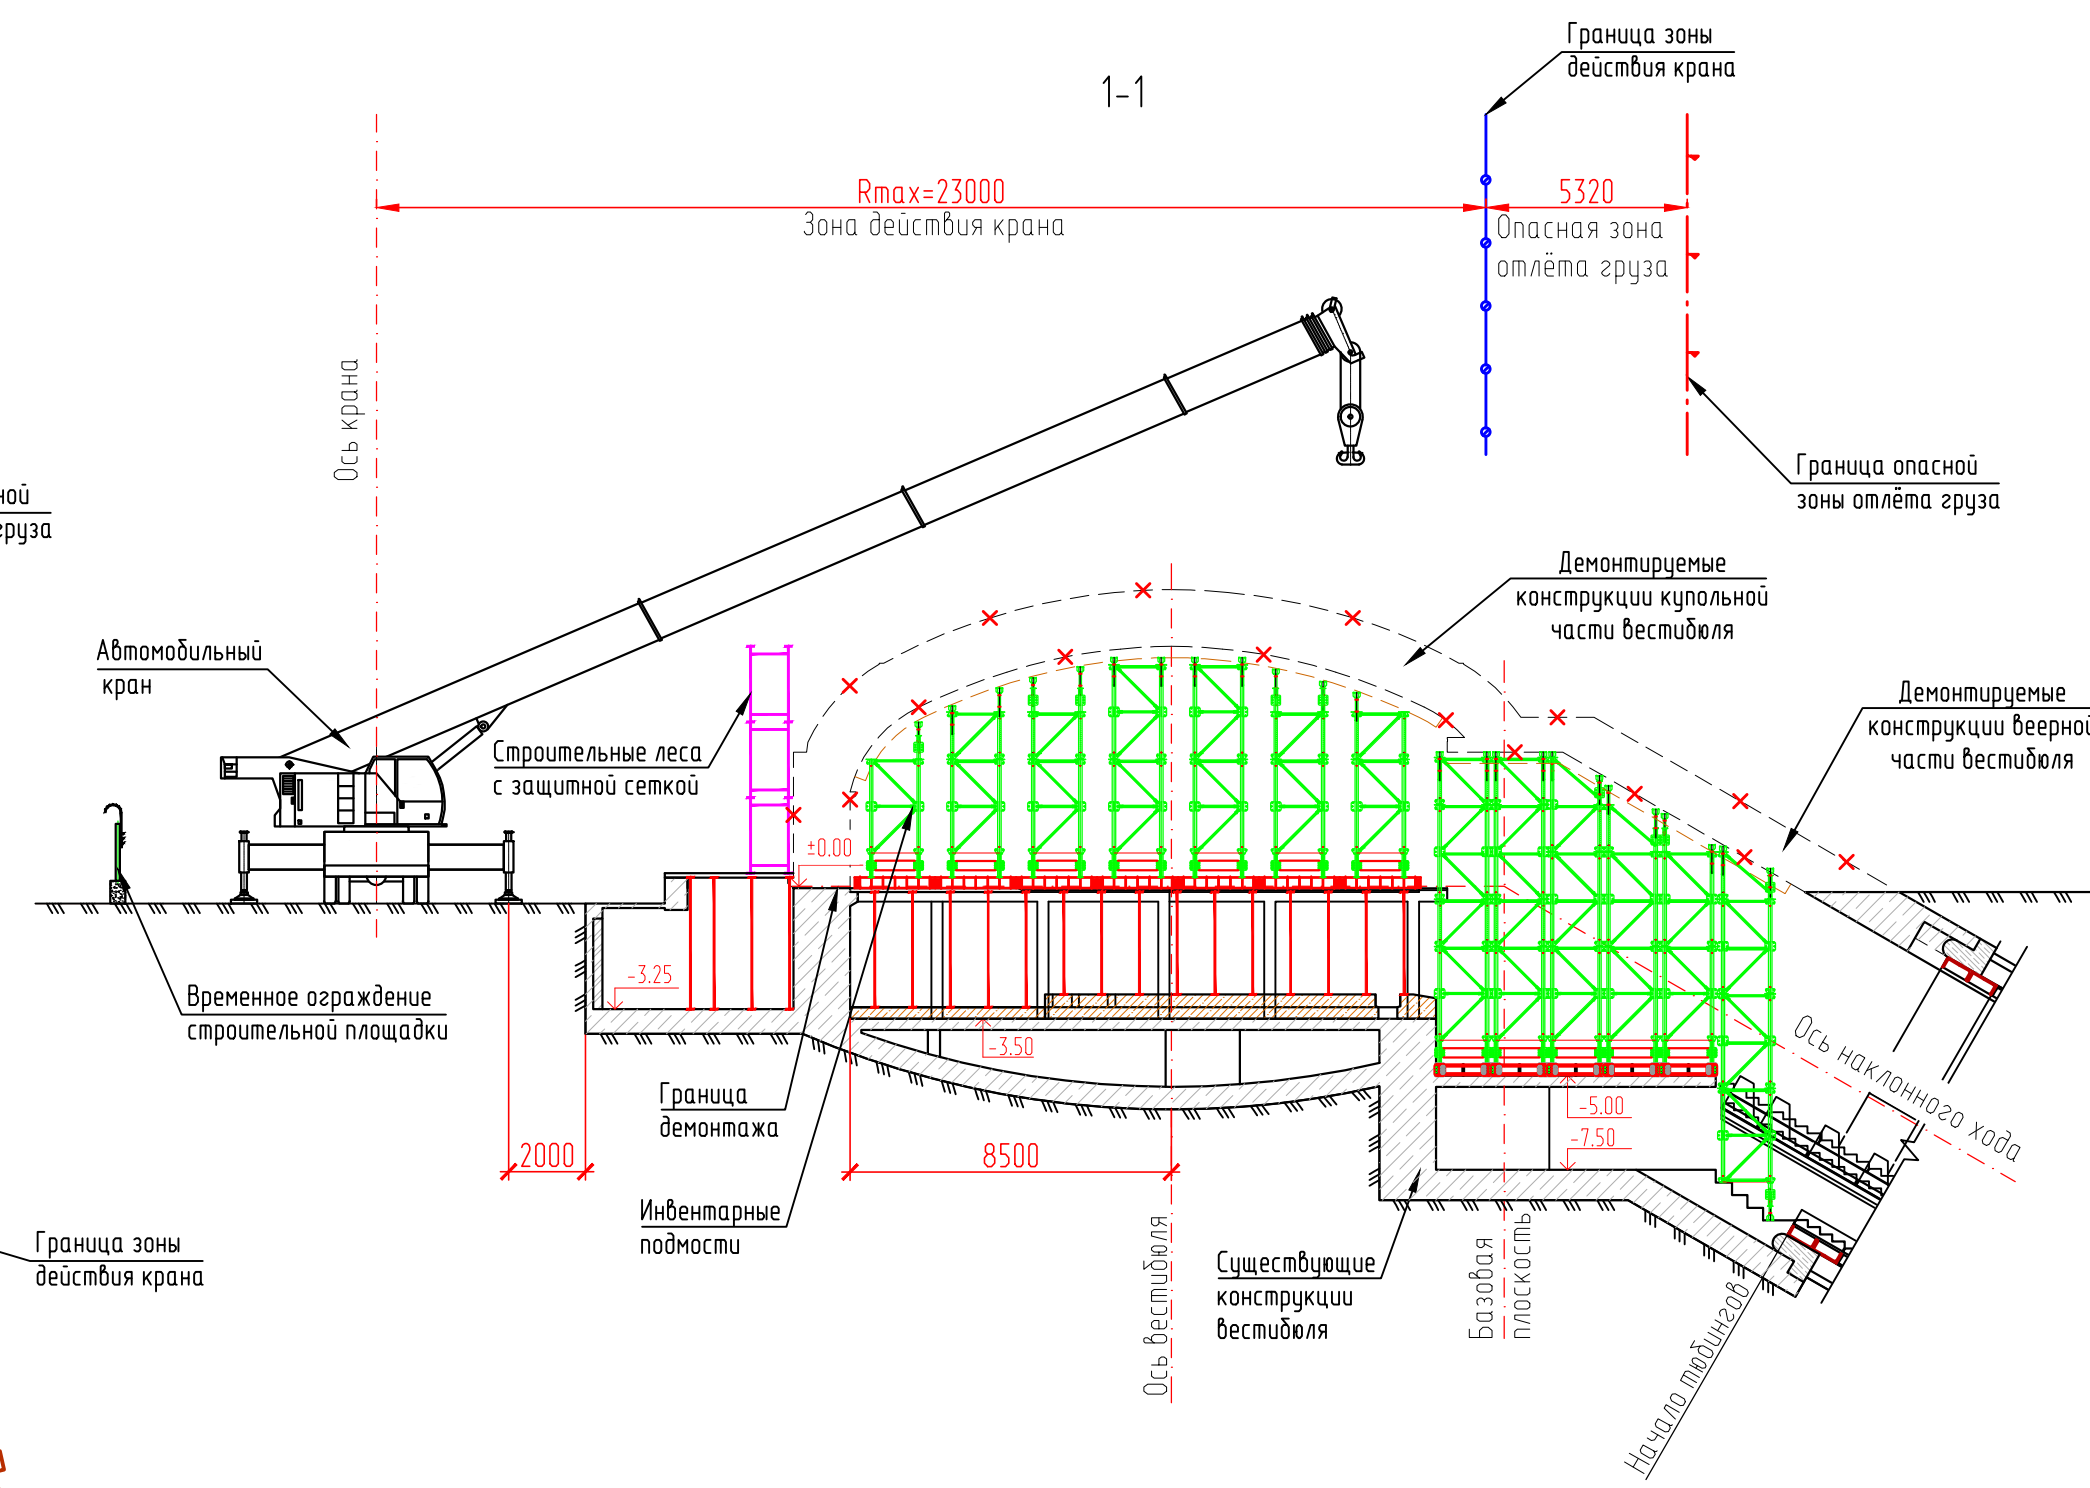 Граница зоны
действия крана
1-1
Rmax=23000
Зона действия крана
5320
Опасная зона
отлёта груза
Ось крана
Граница опасной
зоны отлёта груза
ной
груза
Демонтируемые
конструкции купольной
части вестибюля
Автомобильный
кран
Демонтируемые
конструкции веерной
части вестибюля
Строительные леса
с защитной сеткой
±0.00
-3.25
Временное ограждение
строительной площадки
-3.50
Ось наклонного хода
Граница
демонтажа
-5.00
-7.50
2000
8500
Инвентарные
подмости
Граница зоны
действия крана
Существующие
конструкции
вестибюля
Ось вестибюля
Базовая
плоскость
Начало тюбингов